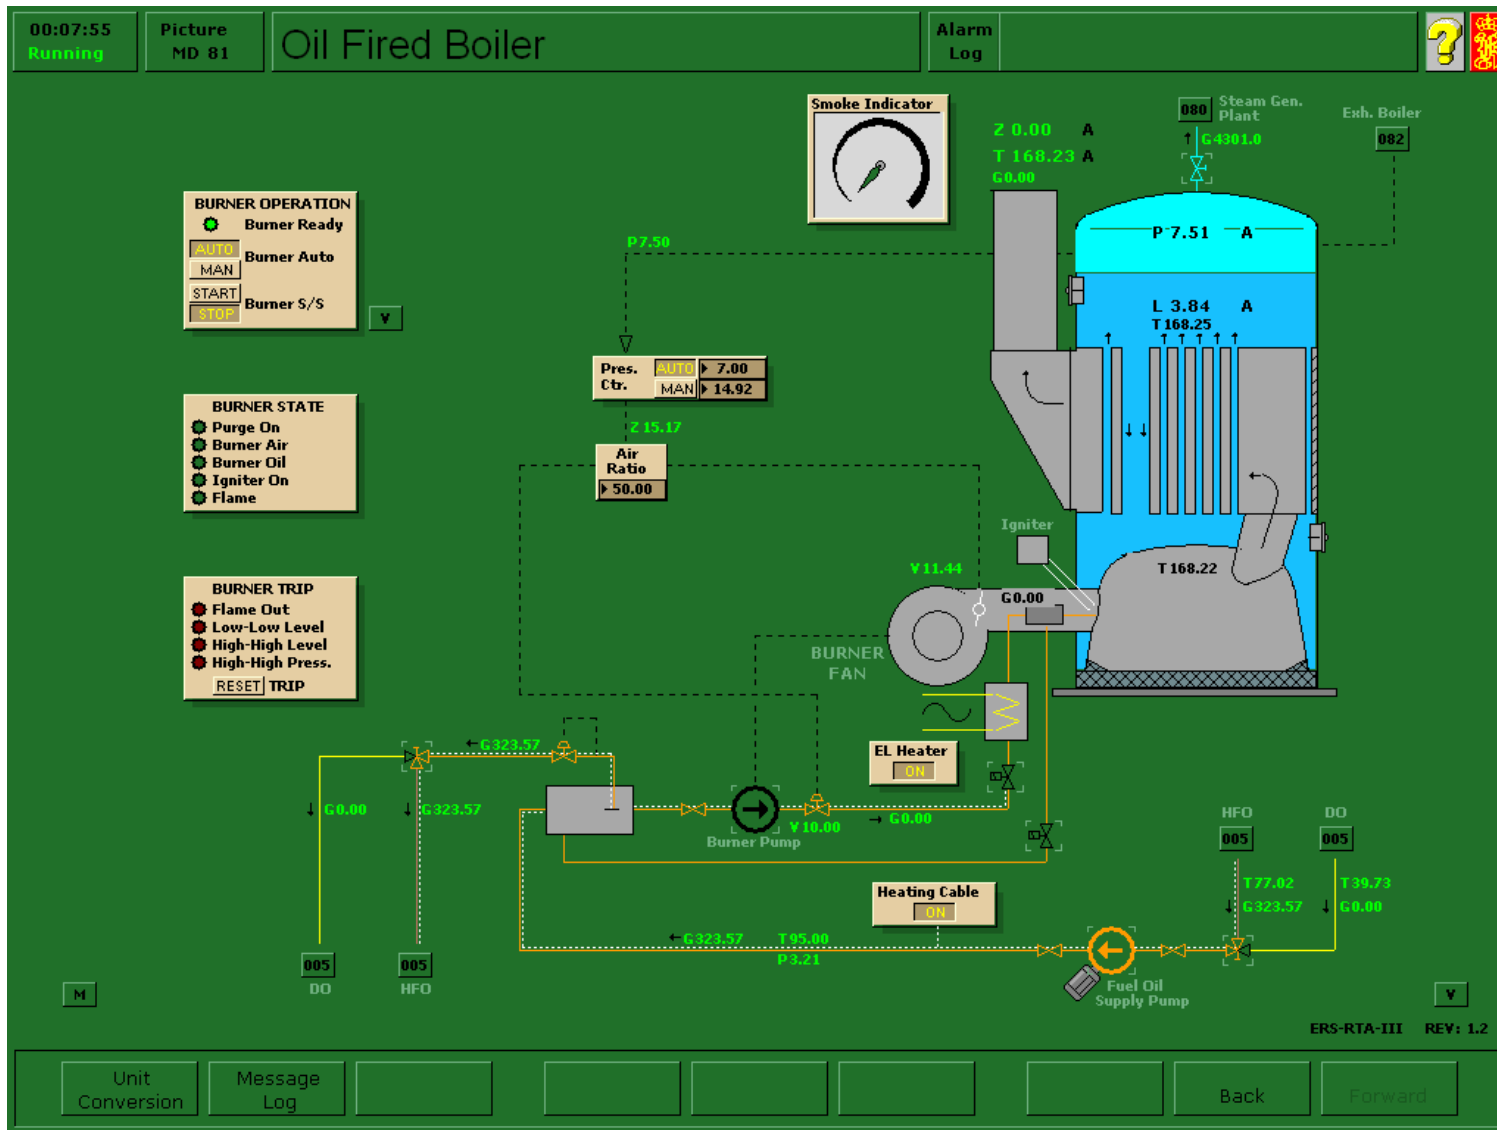 00:07:55
Running
Picture
MD 81
Oil Fired Boiler
Alarm
Log
?
Smoke Indicator
Z 0.00 A
T 168.23 A
G0.00
080
Steam Gen.
Plant
G4301.0
Exh. Boiler
082
BURNER OPERATION
Burner Ready
AUTO
MAN
Burner Auto
START
STOP
Burner S/S
V
P7.50
P 7.51 A
L 3.84 A
T168.25
Pres.
Ctr.
AUTO
MAN
7.00
14.92
Z 15.17
Air
Ratio
50.00
BURNER STATE
Purge On
Burner Air
Burner Oil
Igniter On
Flame
Igniter
V11.44
G0.00
T168.22
BURNER TRIP
Flame Out
Low-Low Level
High-High Level
High-High Press.
RESET TRIP
BURNER
FAN
EL Heater
ON
G323.57
G0.00
G323.57
V10.00
G0.00
Burner Pump
HFO
005
DO
005
Heating Cable
ON
T77.02
G323.57
T39.73
G0.00
G323.57
T95.00
P3.21
Fuel Oil
Supply Pump
005
DO
005
HFO
M
V
ERS-RTA-III REV: 1.2
Unit
Conversion
Message
Log
Back
Forward